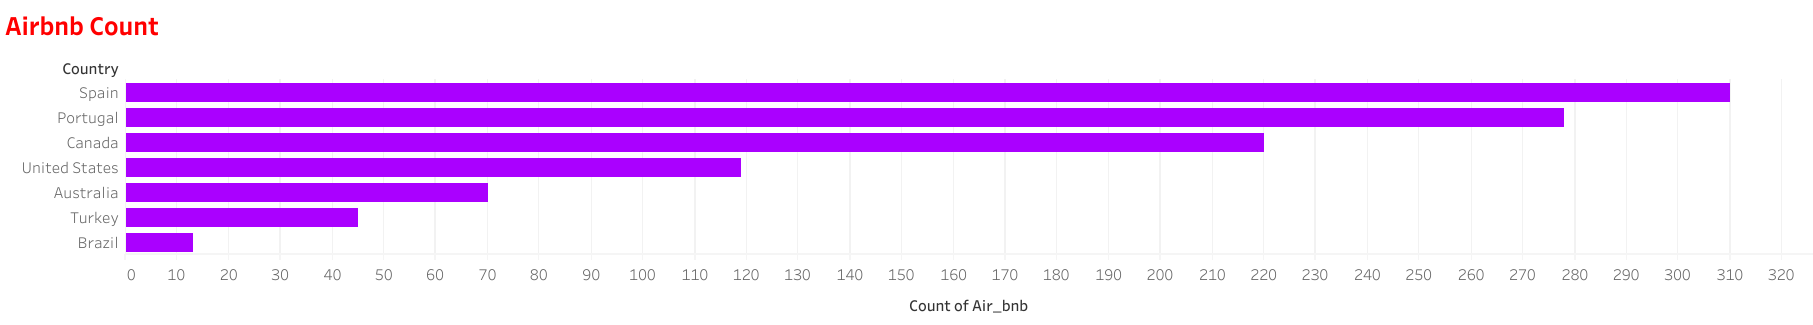 Airbnb Count
Country
Spain
Portugal
Canada
United States
Australia
Turkey
Brazil
0 10 20 30 40 50 60 70 80 90 100 110 120 130 140 150 160 170 180 190 200 210 220 230 240 250 260 270 280 290 300 310 320
Count of Air_bnb